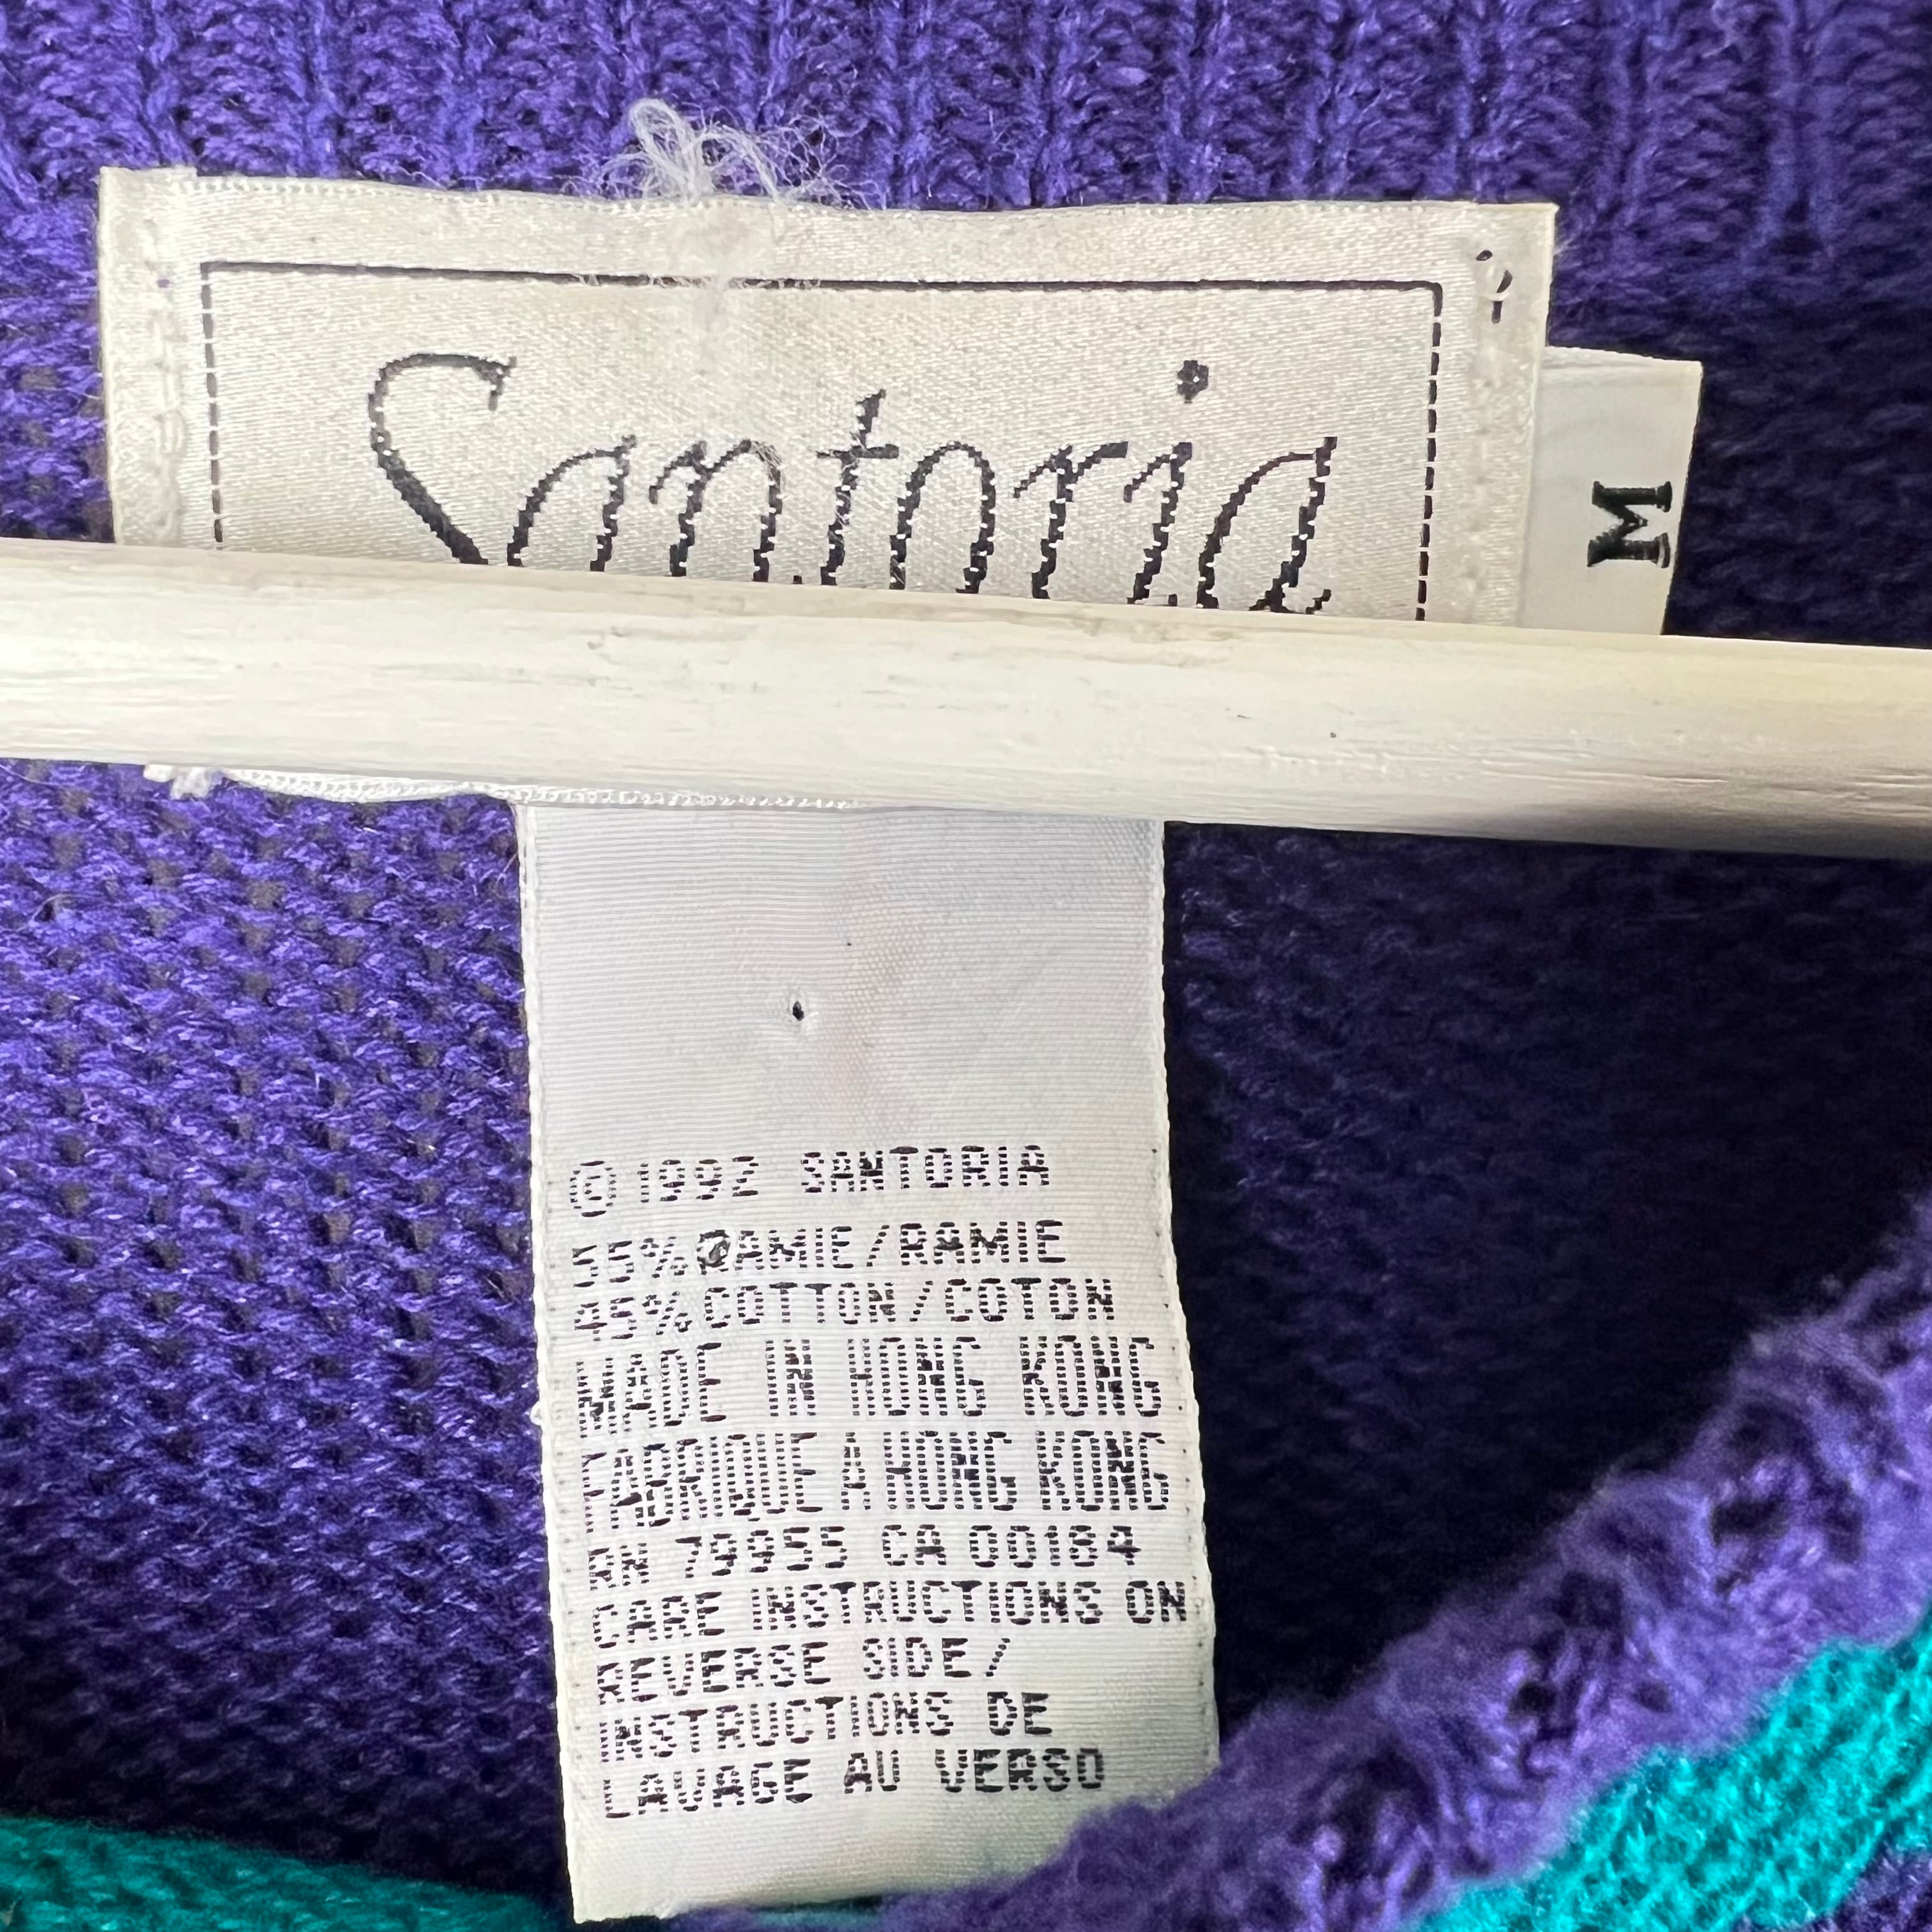 Santoria
M
©1992 SANTORIA
55% RAMIE/RAMIE
45% COTTON/COTON
MADE IN HONG KONG
FABRIQUE A HONG KONG
RN 79955 CA 00184
CARE INSTRUCTIONS ON
REVERSE SIDE/
INSTRUCTIONS DE
LAVAGE AU VERSO